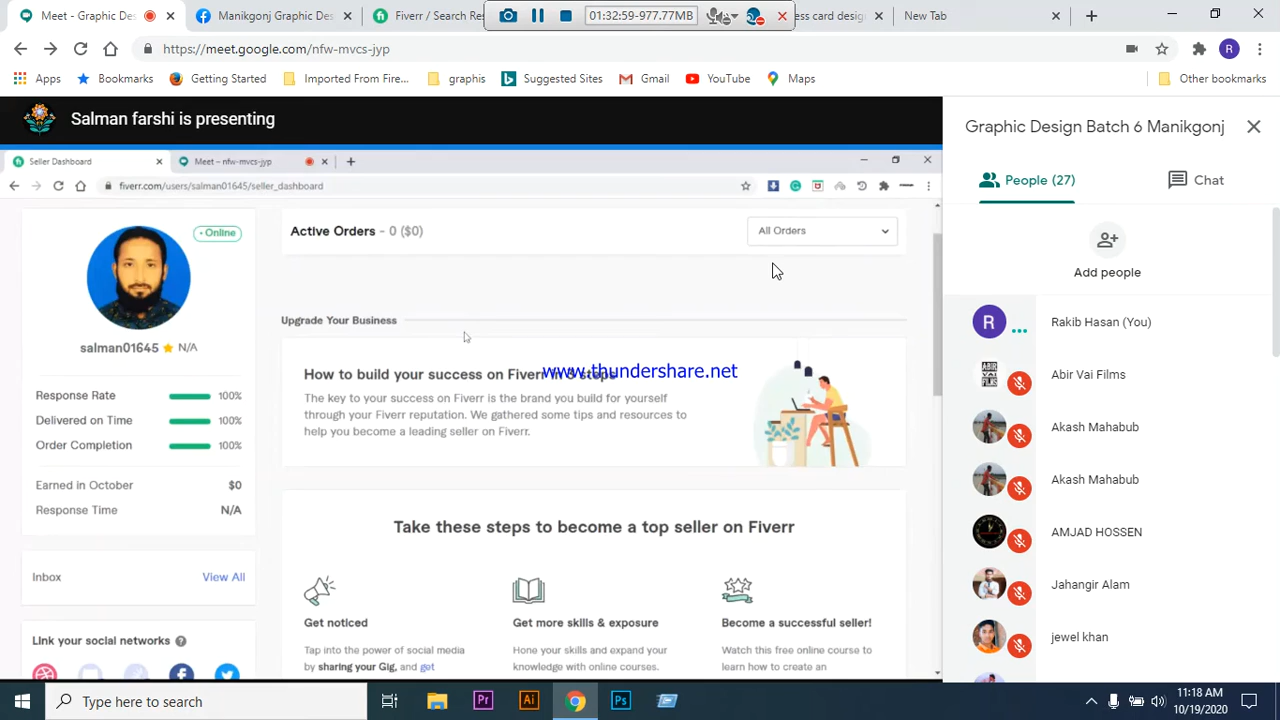 Meet - Graphic Des
Manikgonj Graphic Des
Fiverr / Search Res
01:32:59-977.77MB
ess card desig
New Tab
https://meet.google.com/nfw-mvcs-jyp
R
Apps
Bookmarks
Getting Started
Imported From Fire...
graphis
Suggested Sites
Gmail
YouTube
Maps
Other bookmarks
Salman farshi is presenting
Seller Dashboard
Meet – nfw-mvcs-jyp
fiverr.com/users/salman01645/seller_dashboard
Online
salman01645 ★ N/A
Response Rate 100%
Delivered on Time 100%
Order Completion 100%
Earned in October $0
Response Time N/A
Inbox View All
Link your social networks
Active Orders - 0 ($0)
All Orders
Upgrade Your Business
How to build your success on Fiverr in 3 steps
www.thundershare.net
The key to your success on Fiverr is the brand you build for yourself
through your Fiverr reputation. We gathered some tips and resources to
help you become a leading seller on Fiverr.
Take these steps to become a top seller on Fiverr
Get noticed
Tap into the power of social media
by sharing your Gig, and get
Get more skills & exposure
Hone your skills and expand your
knowledge with online courses.
Become a successful seller!
Watch this free online course to
learn how to create an
Graphic Design Batch 6 Manikgonj
People (27)
Chat
Add people
R
Rakib Hasan (You)
ABIR VAI FILMS
Abir Vai Films
Akash Mahabub
Akash Mahabub
AMJAD HOSSEN
Jahangir Alam
jewel khan
Type here to search
Pr
Ai
Ps
11:18 AM
10/19/2020